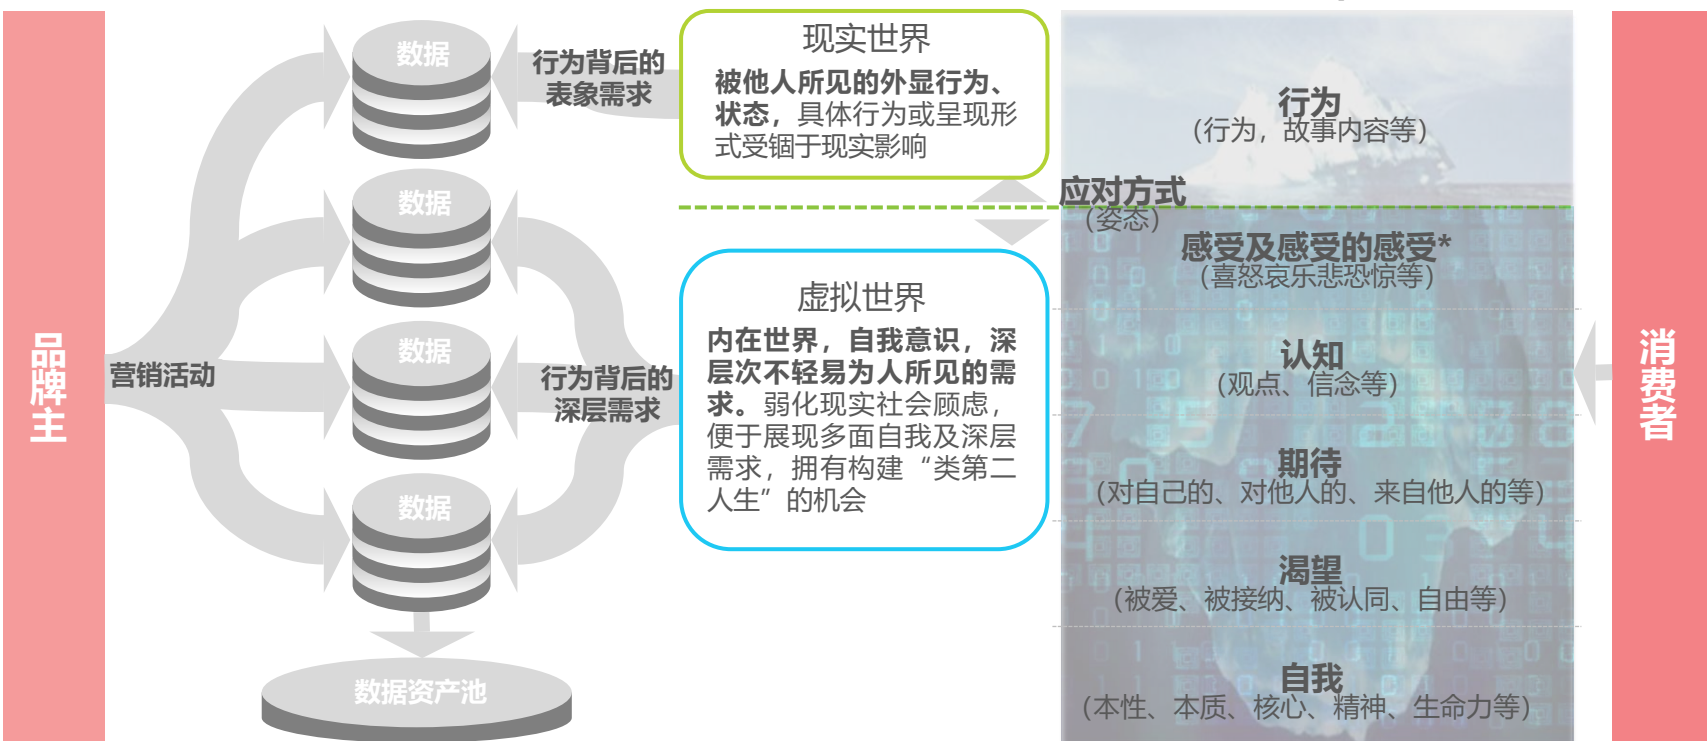 品牌主
营销活动
数据
数据
数据
数据
数据资产池
行为背后的
表象需求
行为背后的
深层需求
现实世界
被他人所见的外显行为、
状态，具体行为或呈现形
式受锢于现实影响
虚拟世界
内在世界，自我意识，深
层次不轻易为人所见的需
求。弱化现实社会顾虑，
便于展现多面自我及深层
需求，拥有构建“类第二
人生”的机会
行为
（行为，故事内容等）
应对方式
（姿态）
感受及感受的感受*
（喜怒哀乐悲恐惊等）
认知
（观点、信念等）
期待
（对自己的、对他人的、来自他人的等）
渴望
（被爱、被接纳、被认同、自由等）
自我
（本性、本质、核心、精神、生命力等）
消费者